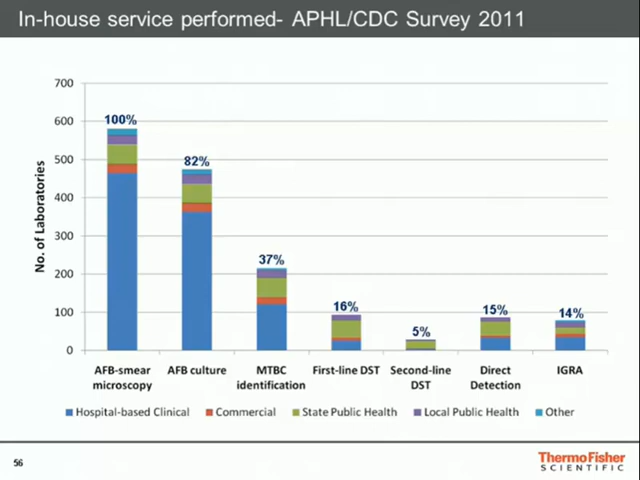 In-house service performed- APHL/CDC Survey 2011
No. of Laboratories
700
600
500
400
300
200
100
0
100%
82%
37%
16%
5%
15%
14%
AFB-smear
microscopy
AFB culture
MTBC
identification
First-line DST
Second-line
DST
Direct
Detection
IGRA
Hospital-based Clinical
Commercial
State Public Health
Local Public Health
Other
56
ThermoFisher
SCIENTIFIC